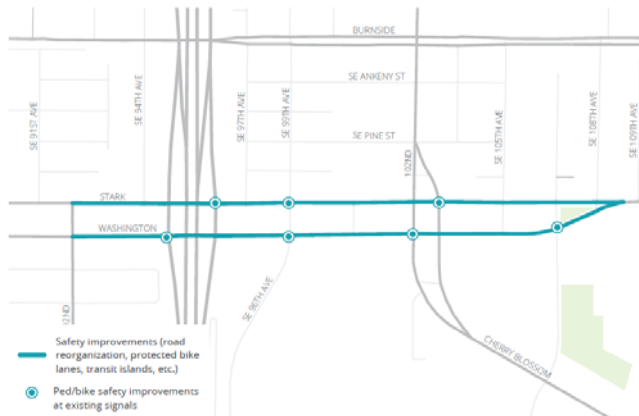 BURNSIDE
SE ANKENY ST
SE 91ST AVE
SE 94TH AVE
SE 97TH AVE
SE 99TH AVE
SE PINE ST
102ND
SE 105TH AVE
SE 108TH AVE
SE 109TH AVE
STARK
WASHINGTON
SE 96TH AVE
CHERRY BLOSSOM
Safety improvements (road
reorganization, protected bike
lanes, transit islands, etc.)
Ped/bike safety improvements
at existing signals